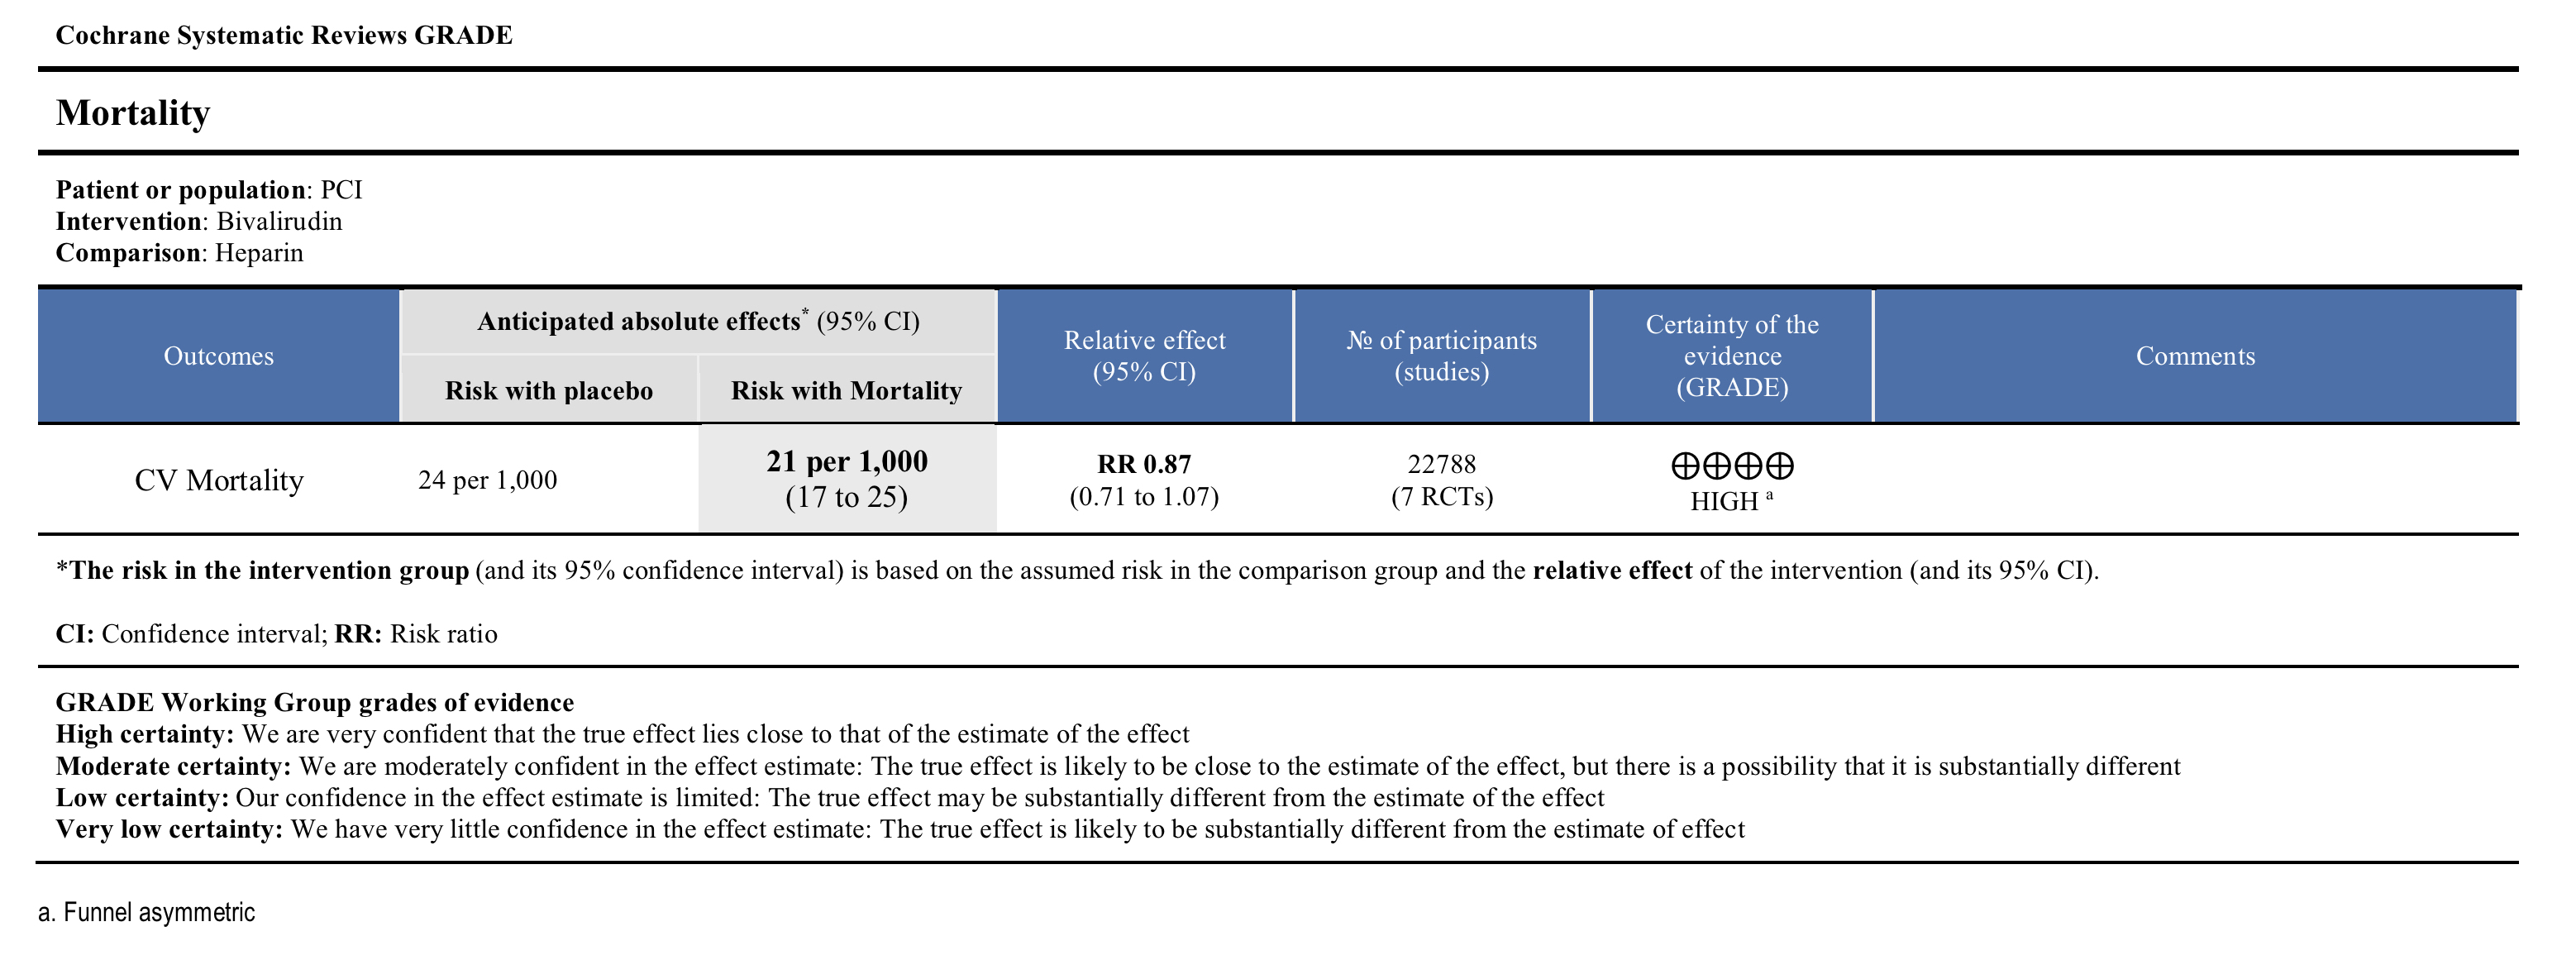 Cochrane Systematic Reviews GRADE
Mortality
Patient or population: PCI
Intervention: Bivalirudin
Comparison: Heparin
Outcomes
Anticipated absolute effects* (95% CI)
Risk with placebo
Risk with Mortality
Relative effect
(95% CI)
№ of participants
(studies)
Certainty of the
evidence
(GRADE)
Comments
CV Mortality
24 per 1,000
21 per 1,000
(17 to 25)
RR 0.87
(0.71 to 1.07)
22788
(7 RCTs)
⨁⨁⨁⨁
HIGH a
*The risk in the intervention group (and its 95% confidence interval) is based on the assumed risk in the comparison group and the relative effect of the intervention (and its 95% CI).
CI: Confidence interval; RR: Risk ratio
GRADE Working Group grades of evidence
High certainty: We are very confident that the true effect lies close to that of the estimate of the effect
Moderate certainty: We are moderately confident in the effect estimate: The true effect is likely to be close to the estimate of the effect, but there is a possibility that it is substantially different
Low certainty: Our confidence in the effect estimate is limited: The true effect may be substantially different from the estimate of the effect
Very low certainty: We have very little confidence in the effect estimate: The true effect is likely to be substantially different from the estimate of effect
a. Funnel asymmetric